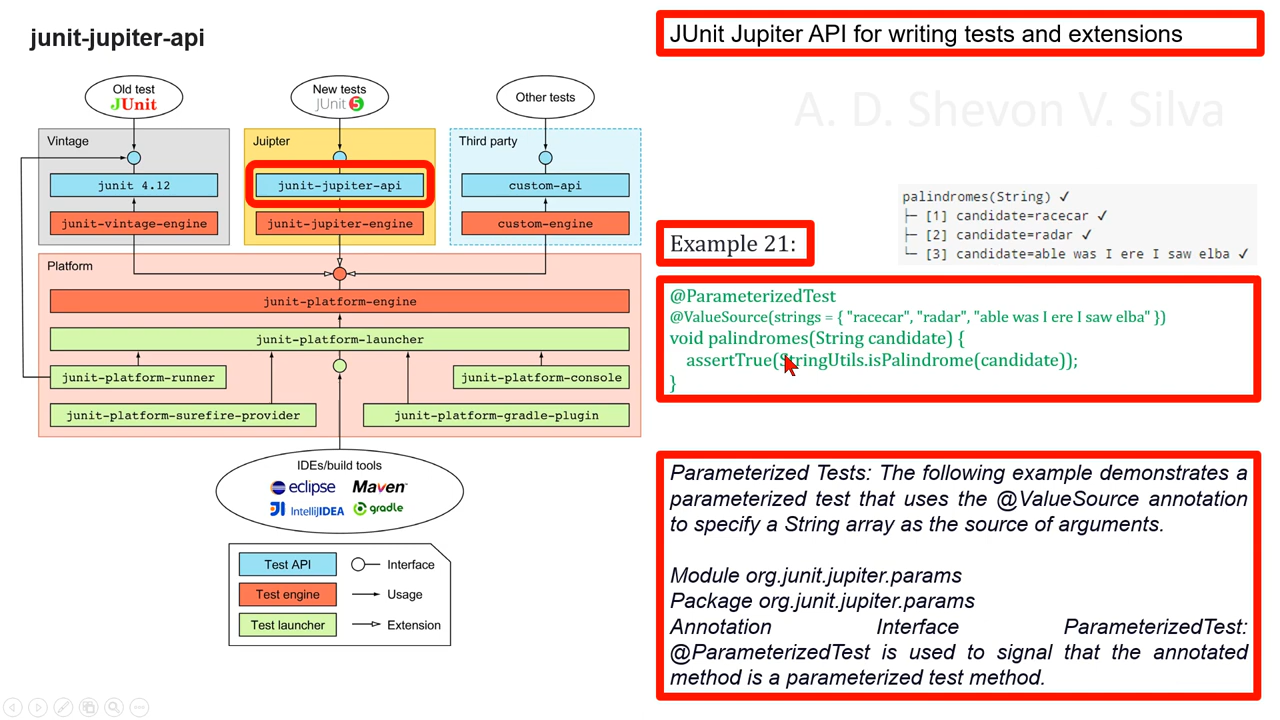 junit-jupiter-api
JUnit Jupiter API for writing tests and extensions
A. D. Shevon V. Silva
Old test
JUnit
New tests
JUnit 5
Other tests
Vintage
Juipter
Third party
junit 4.12
junit-jupiter-api
custom-api
junit-vintage-engine
junit-jupiter-engine
custom-engine
Platform
junit-platform-engine
junit-platform-launcher
junit-platform-runner
junit-platform-console
junit-platform-surefire-provider
junit-platform-gradle-plugin
IDEs/build tools
eclipse
Maven
IJ IntelliJIDEA
gradle
Test API
Interface
Test engine
Usage
Test launcher
Extension
palindromes(String) ✓
├─ [1] candidate=racecar ✓
├─ [2] candidate=radar ✓
└─ [3] candidate=able was I ere I saw elba ✓
Example 21:
@ParameterizedTest
@ValueSource(strings = { "racecar", "radar", "able was I ere I saw elba" })
void palindromes(String candidate) {
assertTrue(StringUtils.isPalindrome(candidate));
}
Parameterized Tests: The following example demonstrates a
parameterized test that uses the @ValueSource annotation
to specify a String array as the source of arguments.
Module org.junit.jupiter.params
Package org.junit.jupiter.params
Annotation Interface ParameterizedTest:
@ParameterizedTest is used to signal that the annotated
method is a parameterized test method.